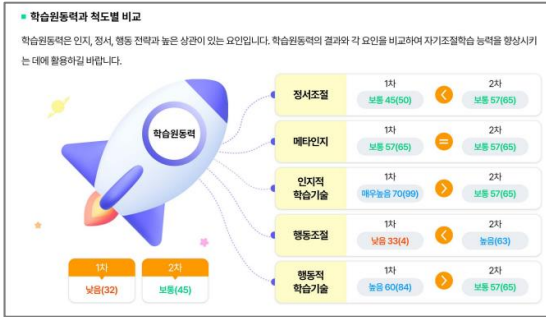 학습원동력과 척도별 비교
학습원동력은 인지, 정서, 행동 전략과 높은 상관이 있는 요인입니다. 학습원동력의 결과와 각 요인을 비교하여 자기조절학습 능력을 향상시키
는 데에 활용하길 바랍니다.
학습원동력
1차
낮음(32)
2차
보통(45)
정서조절
1차
보통 45(50)
<
2차
보통 57(65)
메타인지
1차
보통 57(65)
=
2차
보통 57(65)
인지적
학습기술
1차
매우높음 70(99)
>
2차
보통 57(65)
행동조절
1차
낮음 33(4)
<
2차
높음(63)
행동적
학습기술
1차
높음 60(84)
>
2차
보통 57(65)